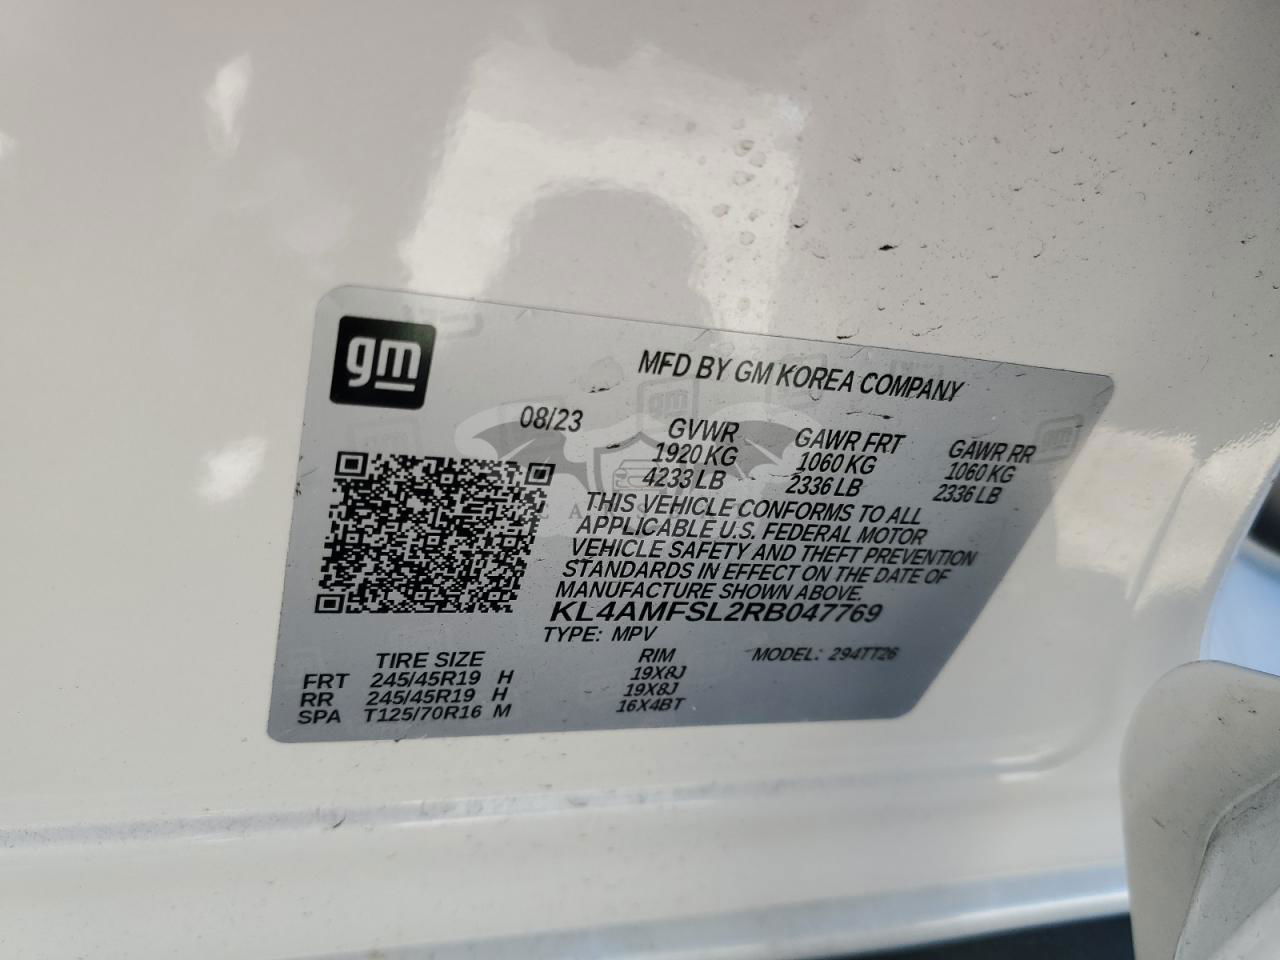 gm
MFD BY GM KOREA COMPANY
08/23 GVWR GAWR FRT GAWR RR
1920 KG 1060 KG 1060 KG
4233 LB 2336 LB 2336 LB
THIS VEHICLE CONFORMS TO ALL
APPLICABLE U.S. FEDERAL MOTOR
VEHICLE SAFETY AND THEFT PREVENTION
STANDARDS IN EFFECT ON THE DATE OF
MANUFACTURE SHOWN ABOVE.
KL4AMFSL2RB047769
TYPE: MPV MODEL: 294TT26
TIRE SIZE RIM
FRT 245/45R19 H 19X8J
RR 245/45R19 H 19X8J
SPA T125/70R16 M 16X4BT